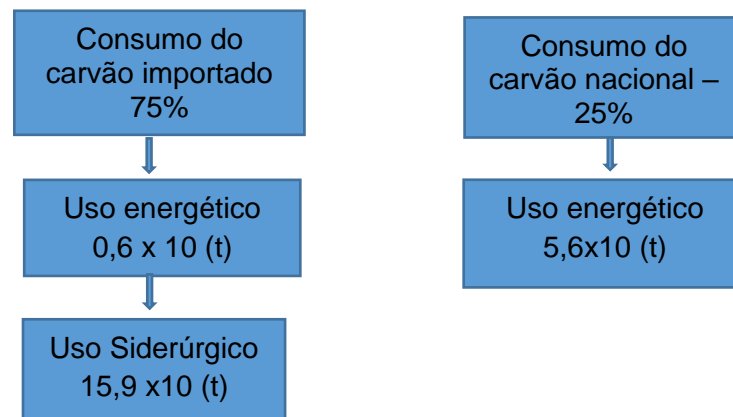 Consumo do
carvão importado
75%
Uso energético
0,6 x 10 (t)
Uso Siderúrgico
15,9 x10 (t)
Consumo do
carvão nacional –
25%
Uso energético
5,6x10 (t)